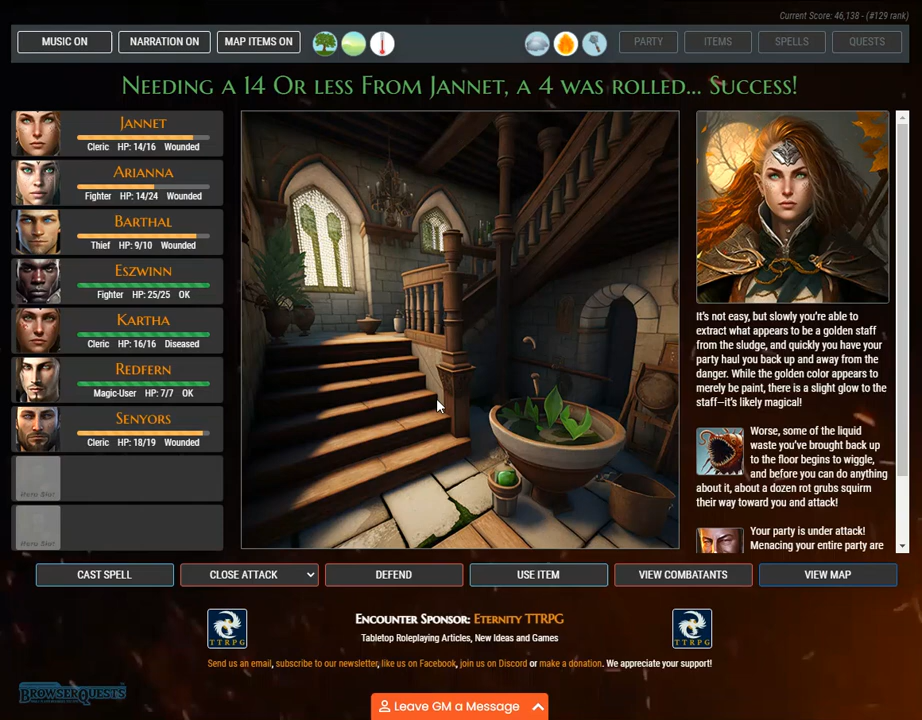 Current Score: 46,138 - (#129 rank)
MUSIC ON
NARRATION ON
MAP ITEMS ON
PARTY
ITEMS
SPELLS
QUESTS
Needing a 14 Or less From Jannet, a 4 was rolled... Success!
Jannet
Cleric HP: 14/16 Wounded
Arianna
Fighter HP: 14/24 Wounded
Barthal
Thief HP: 9/10 Wounded
Eszwinn
Fighter HP: 25/25 OK
Kartha
Cleric HP: 16/16 Diseased
Redfern
Magic-User HP: 7/7 OK
Senyors
Cleric HP: 18/19 Wounded
Hero Slot
Hero Slot
It's not easy, but slowly you're able to
extract what appears to be a golden staff
from the sludge, and quickly you have your
party haul you back up and away from the
danger. While the golden color appears to
merely be paint, there is a slight glow to the
staff—it's likely magical!
Worse, some of the liquid
waste you've brought back up
to the floor begins to wiggle,
and before you can do anything
about it, about a dozen rot grubs squirm
their way toward you and attack!
Your party is under attack!
Menacing your entire party are
CAST SPELL
CLOSE ATTACK
DEFEND
USE ITEM
VIEW COMBATANTS
VIEW MAP
TTRPG
Encounter Sponsor: Eternity TTRPG
Tabletop Roleplaying Articles, New Ideas and Games
TTRPG
Send us an email, subscribe to our newsletter, like us on Facebook, join us on Discord or make a donation. We appreciate your support!
BrowserQuests
Leave GM a Message